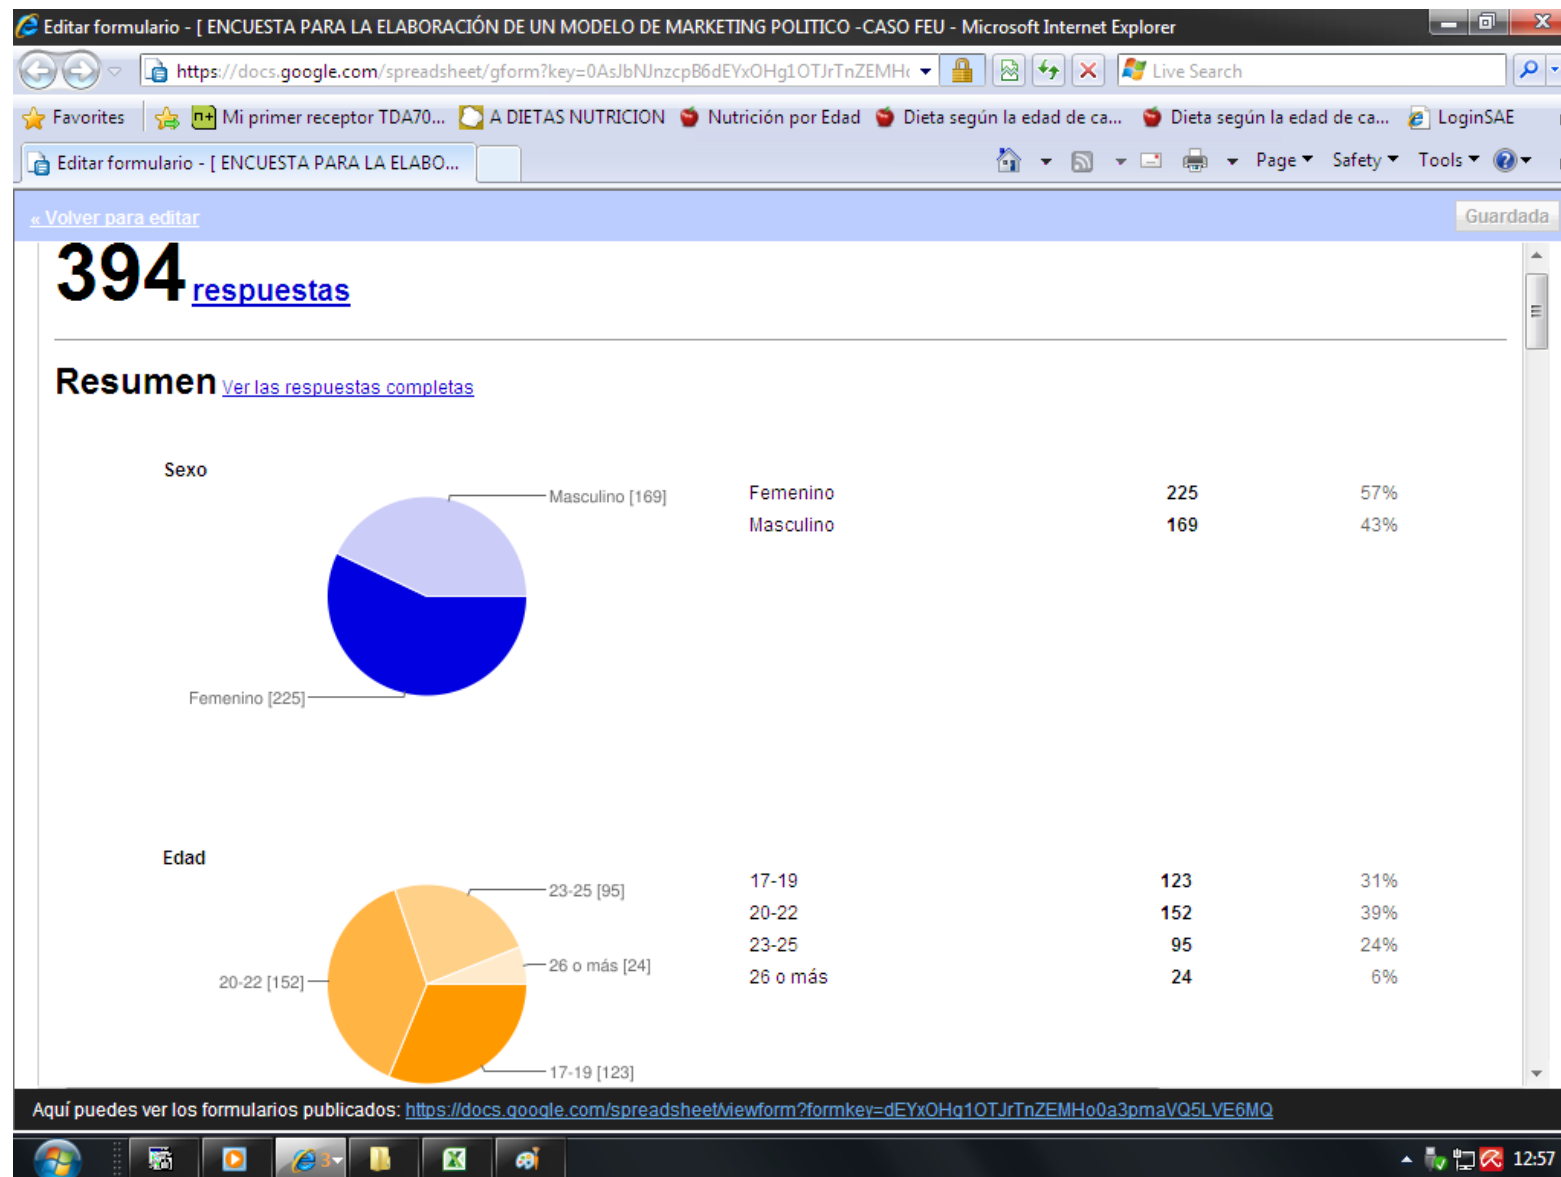 Editar formulario - [ ENCUESTA PARA LA ELABORACIÓN DE UN MODELO DE MARKETING POLITICO -CASO FEU - Microsoft Internet Explorer
https://docs.google.com/spreadsheet/gform?key=0AsJbNJnzcpB6dEYxOHg1OTJrTnZEMH Live Search
Favorites Mi primer receptor TDA70... A DIETAS NUTRICION Nutrición por Edad Dieta según la edad de ca... Dieta según la edad de ca... LoginSAE
Editar formulario - [ ENCUESTA PARA LA ELABO... Page Safety Tools
« Volver para editar Guardada
394 respuestas
Resumen Ver las respuestas completas
Sexo
Masculino [169] Femenino 225 57%
Masculino 169 43%
Femenino [225]
Edad
23-25 [95] 17-19 123 31%
20-22 152 39%
23-25 95 24%
20-22 [152] 26 o más [24] 26 o más 24 6%
17-19 [123]
Aquí puedes ver los formularios publicados: https://docs.google.com/spreadsheet/viewform?formkey=dEYxOHg1OTJrTnZEMHo0a3pmaVQ5LVE6MQ
3 12:57